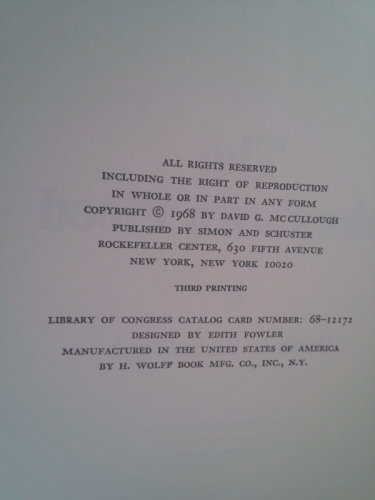 ALL RIGHTS RESERVED
INCLUDING THE RIGHT OF REPRODUCTION
IN WHOLE OR IN PART IN ANY FORM
COPYRIGHT © 1968 BY DAVID G. MC CULLOUGH
PUBLISHED BY SIMON AND SCHUSTER
ROCKEFELLER CENTER, 630 FIFTH AVENUE
NEW YORK, NEW YORK 10020
THIRD PRINTING
LIBRARY OF CONGRESS CATALOG CARD NUMBER: 68-12172
DESIGNED BY EDITH FOWLER
MANUFACTURED IN THE UNITED STATES OF AMERICA
BY H. WOLFF BOOK MFG. CO., INC., N.Y.